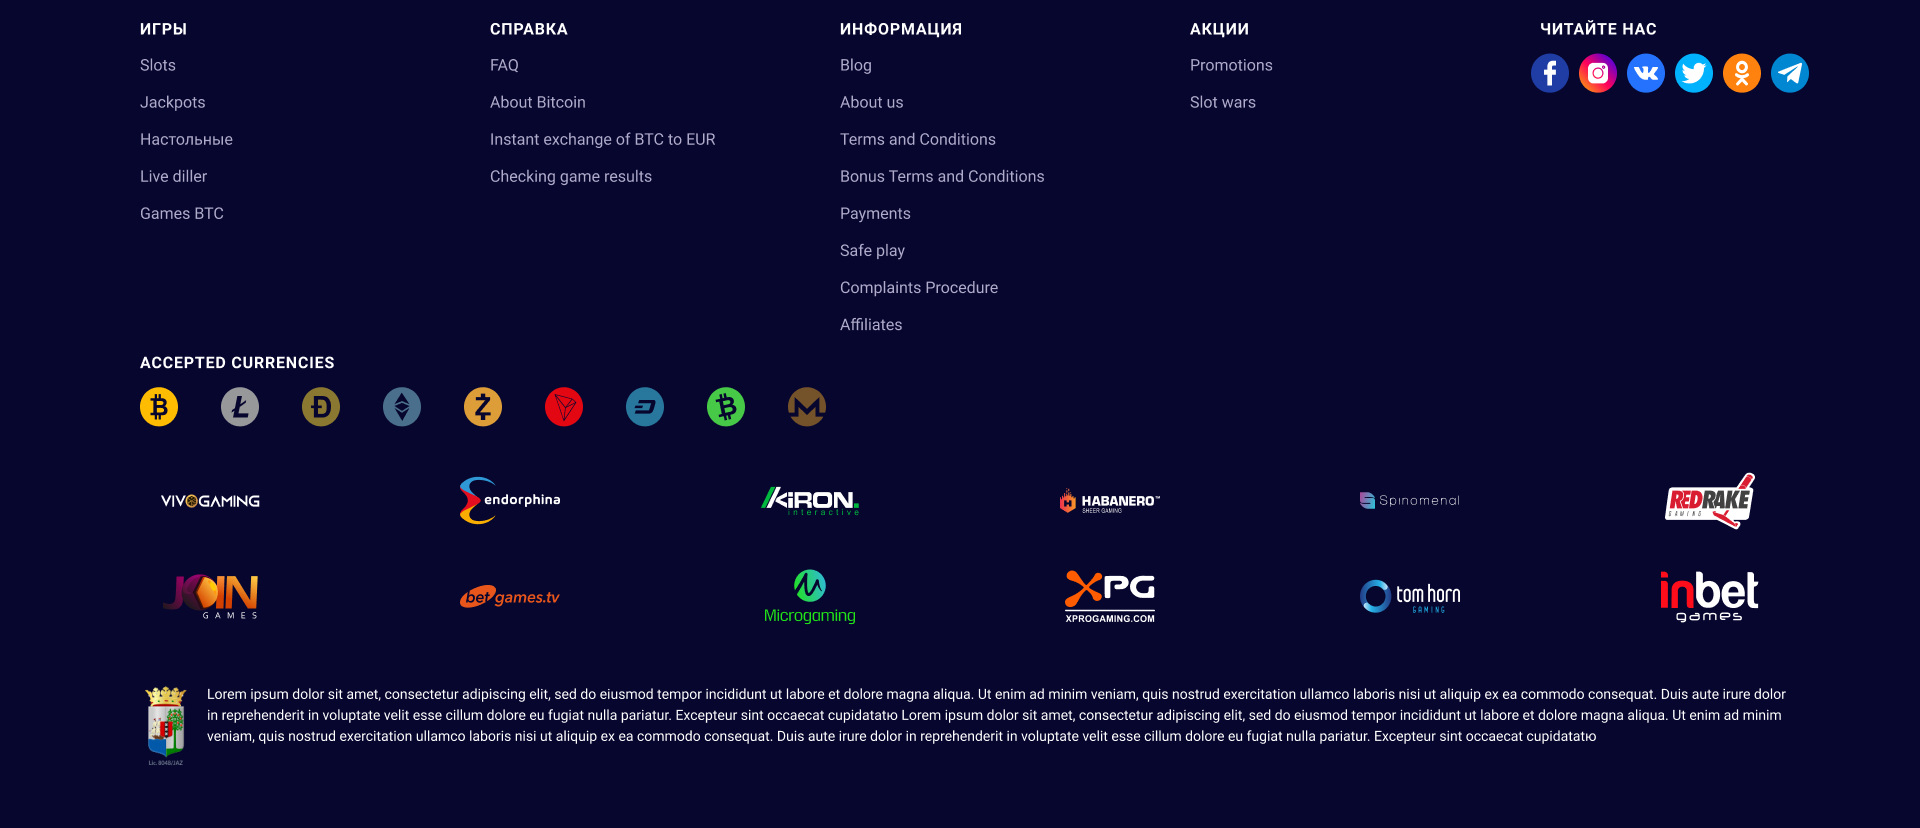 ИГРЫ
Slots
Jackpots
Настольные
Live diller
Games BTC
СПРАВКА
FAQ
About Bitcoin
Instant exchange of BTC to EUR
Checking game results
ИНФОРМАЦИЯ
Blog
About us
Terms and Conditions
Bonus Terms and Conditions
Payments
Safe play
Complaints Procedure
Affiliates
АКЦИИ
Promotions
Slot wars
ЧИТАЙТЕ НАС
ACCEPTED CURRENCIES
VIVOGAMING
endorphina
KiRON.
interactive
HABANERO™
SHEER GAMING
Spinomenal
REDRAKE
GAMING
JOIN
GAMES
betgames.tv
Microgaming
XPG
XPROGAMING.COM
tom horn
GAMING
inbet
games
Lorem ipsum dolor sit amet, consectetur adipiscing elit, sed do eiusmod tempor incididunt ut labore et dolore magna aliqua. Ut enim ad minim veniam, quis nostrud exercitation ullamco laboris nisi ut aliquip ex ea commodo consequat. Duis aute irure dolor
in reprehenderit in voluptate velit esse cillum dolore eu fugiat nulla pariatur. Excepteur sint occaecat cupidatatю Lorem ipsum dolor sit amet, consectetur adipiscing elit, sed do eiusmod tempor incididunt ut labore et dolore magna aliqua. Ut enim ad minim
veniam, quis nostrud exercitation ullamco laboris nisi ut aliquip ex ea commodo consequat. Duis aute irure dolor in reprehenderit in voluptate velit esse cillum dolore eu fugiat nulla pariatur. Excepteur sint occaecat cupidatatю
Lic. 8048/JAZ